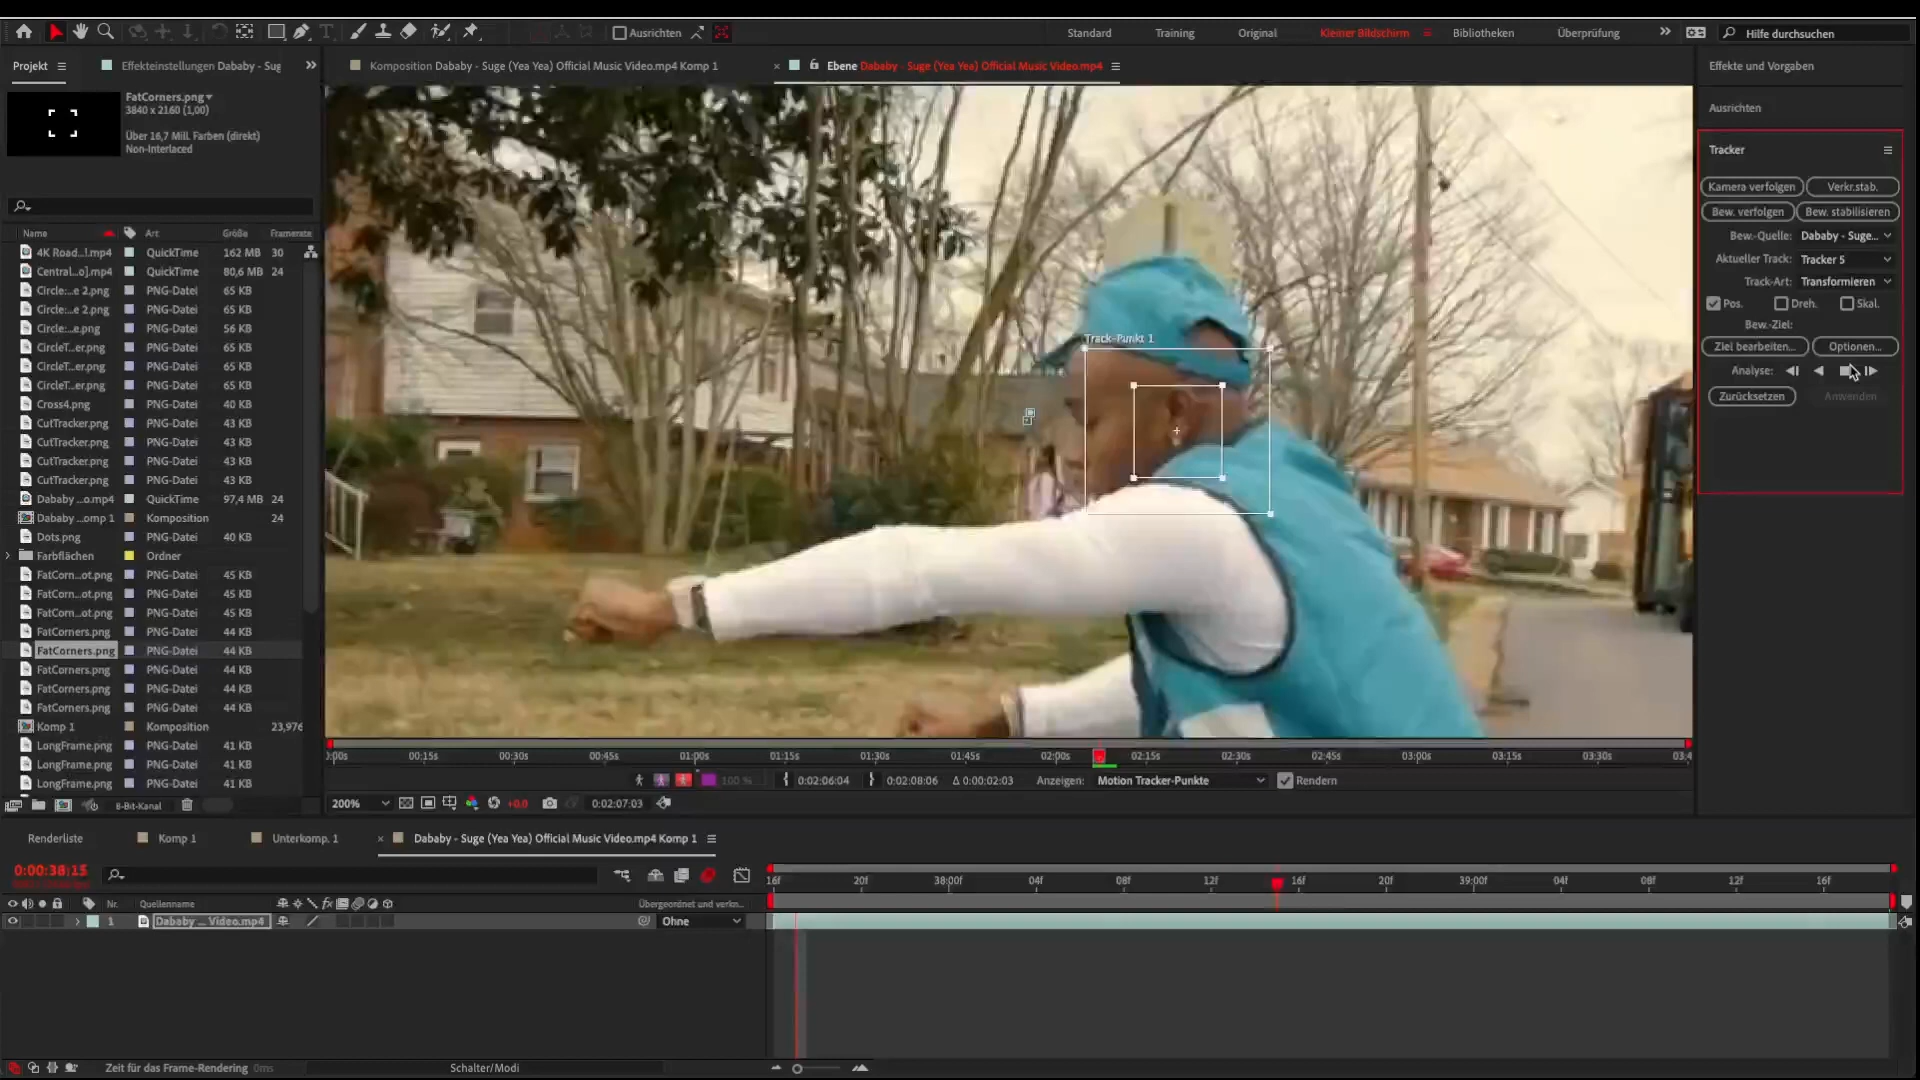 Ausrichten
Standard
Training
Original
Kleiner Bildschirm
Bibliotheken
Überprüfung
Hilfe durchsuchen
Projekt
Effekteinstellungen Dababy - Sug
Komposition Dababy - Suge (Yea Yea) Official Music Video.mp4 Komp 1
Ebene Dababy - Suge (Yea Yea) Official Music Video.mp4
Effekte und Vorgaben
FatCorners.png
3840 x 2160 (1,00)
Über 16,7 Mill. Farben (direkt)
Non-Interlaced
Ausrichten
Tracker
Kamera verfolgen Verkr.stab.
Bew. verfolgen Bew. stabilisieren
Bew.-Quelle: Dababy - Suge...
Aktueller Track: Tracker 5
Track-Art: Transformieren
Pos. Dreh. Skal.
Bew.-Ziel:
Ziel bearbeiten... Optionen...
Analyse:
Zurücksetzen Anwenden
Name Art Größe Framerate
4K Road...!.mp4 QuickTime 162 MB 30
Central...o].mp4 QuickTime 80,6 MB 24
Circle:...e 2.png PNG-Datei 65 KB
Circle:...e 2.png PNG-Datei 65 KB
Circle:...e.png PNG-Datei 56 KB
CircleT...er.png PNG-Datei 65 KB
CircleT...er.png PNG-Datei 65 KB
CircleT...er.png PNG-Datei 65 KB
Cross4.png PNG-Datei 40 KB
CutTracker.png PNG-Datei 43 KB
CutTracker.png PNG-Datei 43 KB
CutTracker.png PNG-Datei 43 KB
CutTracker.png PNG-Datei 43 KB
Dababy ...o.mp4 QuickTime 97,4 MB 24
Dababy ...omp 1 Komposition 24
Dots.png PNG-Datei 40 KB
Farbflächen Ordner
FatCorn...ot.png PNG-Datei 45 KB
FatCorn...ot.png PNG-Datei 45 KB
FatCorn...ot.png PNG-Datei 45 KB
FatCorners.png PNG-Datei 44 KB
FatCorners.png PNG-Datei 44 KB
FatCorners.png PNG-Datei 44 KB
FatCorners.png PNG-Datei 44 KB
FatCorners.png PNG-Datei 44 KB
Komp 1 Komposition 23,976
LongFrame.png PNG-Datei 41 KB
LongFrame.png PNG-Datei 41 KB
LongFrame.png PNG-Datei 41 KB
8-Bit-Kanal
Track-Punkt 1
):00s 00:15s 00:30s 00:45s 01:00s 01:15s 01:30s 01:45s 02:00s 02:15s 02:30s 02:45s 03:00s 03:15s 03:30s 03:4
100 % 0:02:06:04 0:02:08:06 Δ 0:00:02:03 Anzeigen: Motion Tracker-Punkte Rendern
200% +0,0 0:02:07:03
Renderliste Komp 1 Unterkomp. 1 Dababy - Suge (Yea Yea) Official Music Video.mp4 Komp 1
0:00:38:15
16f 20f 38:00f 04f 08f 12f 16f 20f 39:00f 04f 08f 12f 16f
Nr. Quellenname fx Übergeordnet und verkn...
1 Dababy ... Video.mp4 Ohne
Zeit für das Frame-Rendering 0ms Schalter/Modi